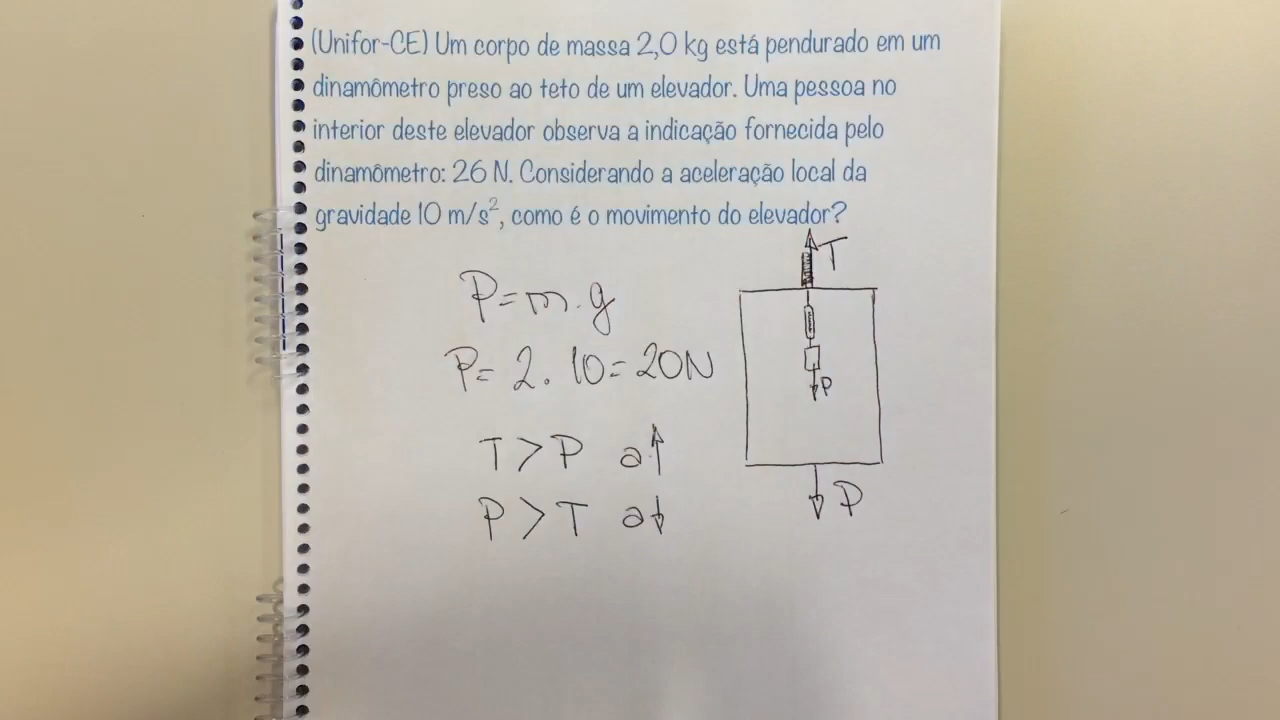 (Unifor-CE) Um corpo de massa 2,0 kg está pendurado em um
dinamômetro preso ao teto de um elevador. Uma pessoa no
interior deste elevador observa a indicação fornecida pelo
dinamômetro: 26 N. Considerando a aceleração local da
gravidade 10 m/s², como é o movimento do elevador?
T
P=m.g
P= 2. 10= 20N
P
T>P a↑
P>T a↓
P